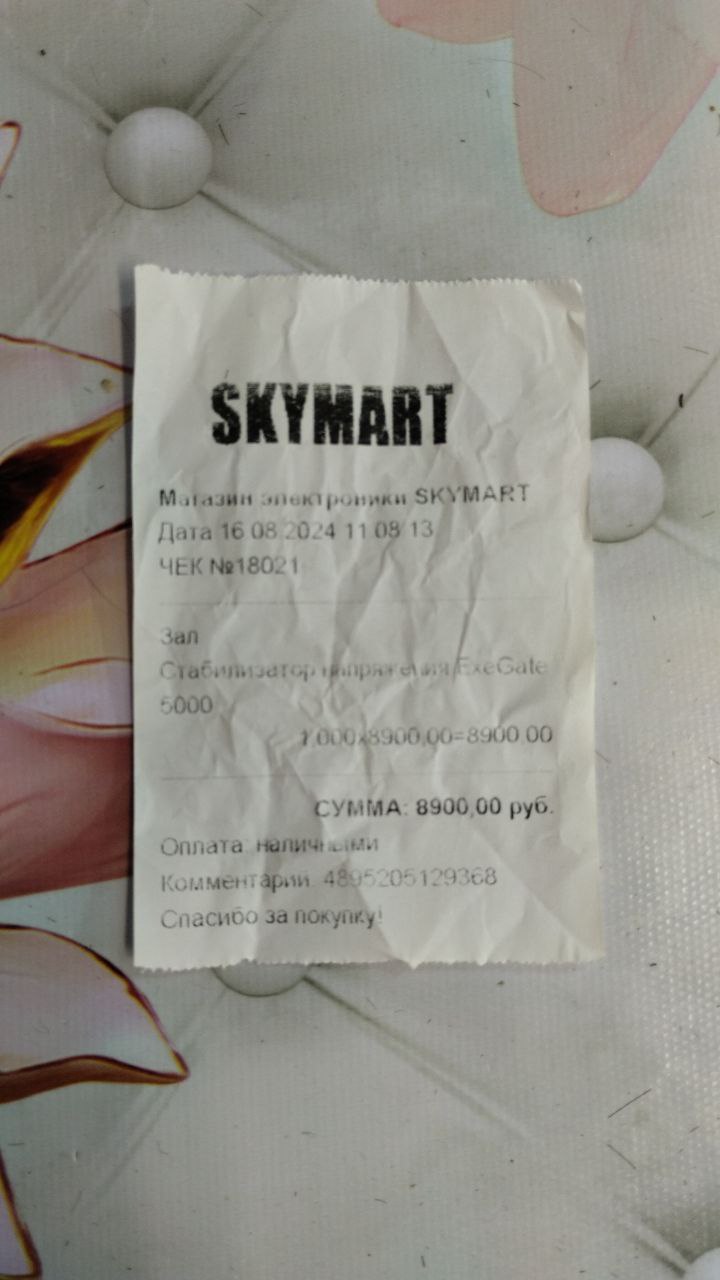 SKYMART
Магазин электроники SKYMART
Дата 16.08.2024 11:08:13
ЧЕК №18021
Зал
Стабилизатор напряжения ExeGate
5000
1.000x8900,00=8900.00
СУММА: 8900,00 руб.
Оплата: наличными
Комментарии: 4895205129368
Спасибо за покупку!